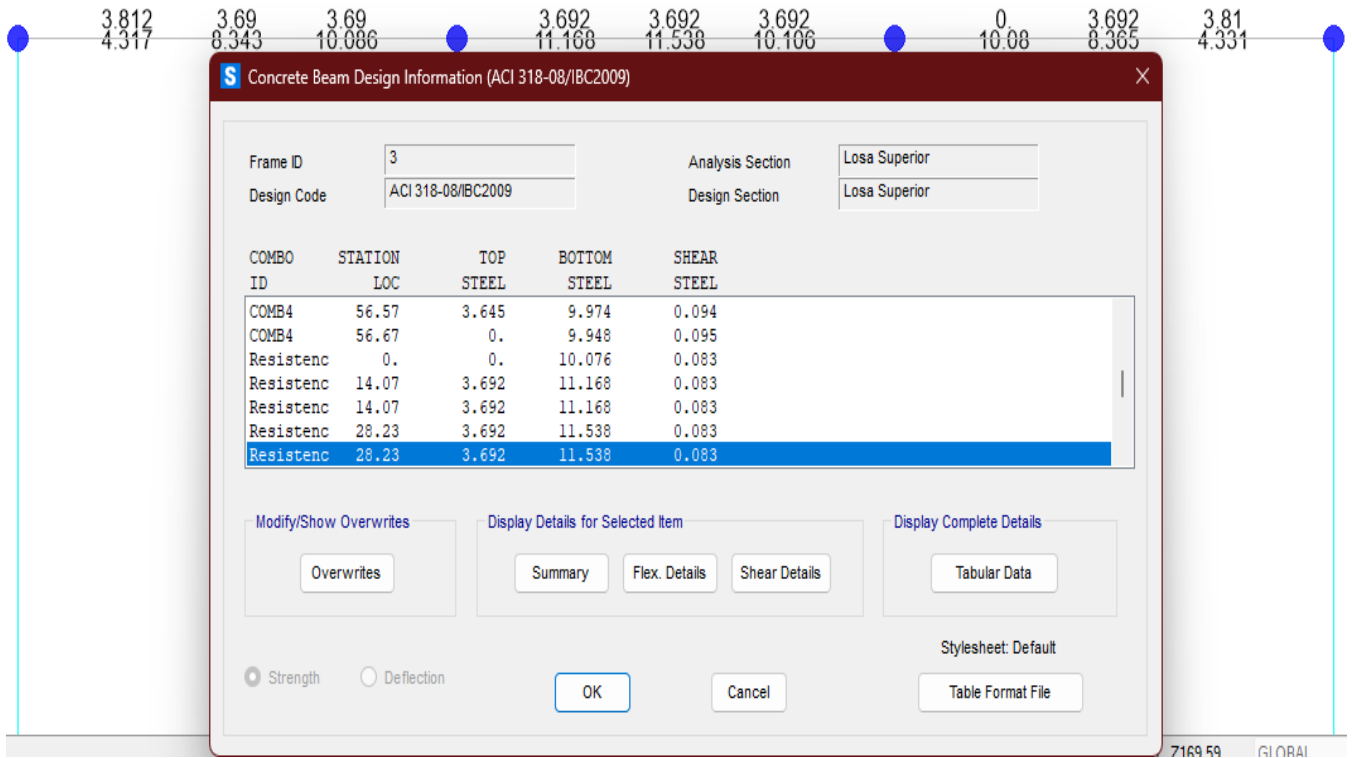 3.812 3.69 3.69 3.692 3.692 3.692 0. 3.692 3.81
4.317 8.343 10.086 11.168 11.538 10.106 10.08 8.365 4.331
S Concrete Beam Design Information (ACI 318-08/IBC2009)
Frame ID 3 Analysis Section Losa Superior
Design Code ACI 318-08/IBC2009 Design Section Losa Superior
COMBO STATION TOP BOTTOM SHEAR
ID LOC STEEL STEEL STEEL
COMB4 56.57 3.645 9.974 0.094
COMB4 56.67 0. 9.948 0.095
Resistenc 0. 0. 10.076 0.083
Resistenc 14.07 3.692 11.168 0.083
Resistenc 14.07 3.692 11.168 0.083
Resistenc 28.23 3.692 11.538 0.083
Resistenc 28.23 3.692 11.538 0.083
Modify/Show Overwrites Display Details for Selected Item Display Complete Details
Overwrites Summary Flex. Details Shear Details Tabular Data
Stylesheet: Default
Strength Deflection OK Cancel Table Format File
Z169.59 GLOBAL